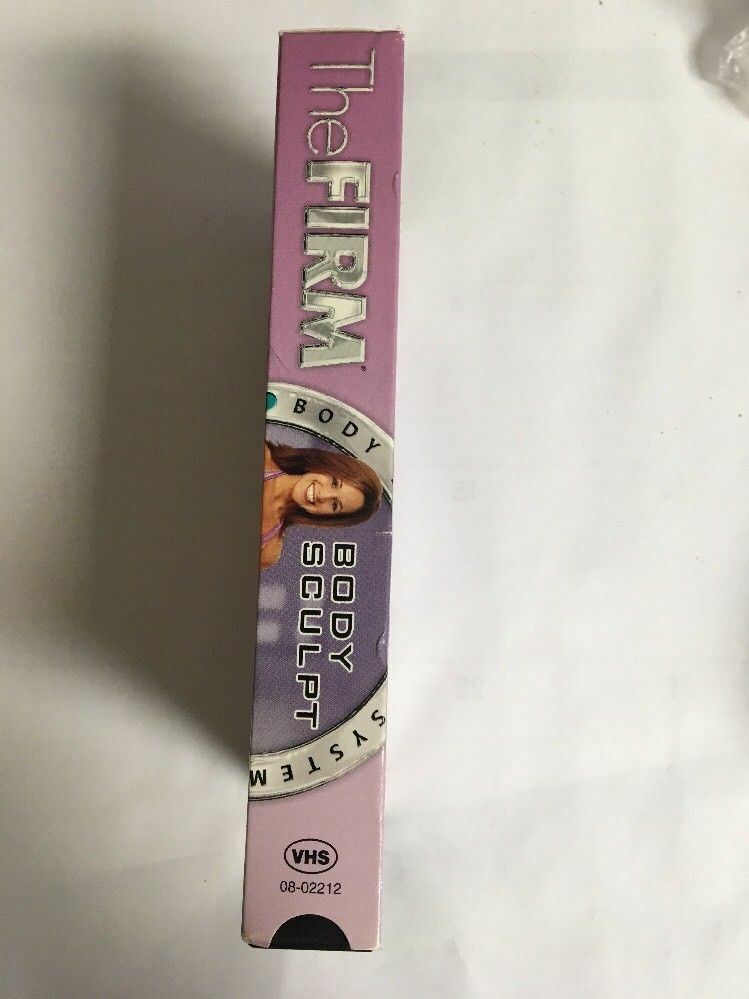 The FIRM®
BODY
BODY
SCULPT
SYSTEM
VHS
08-02212